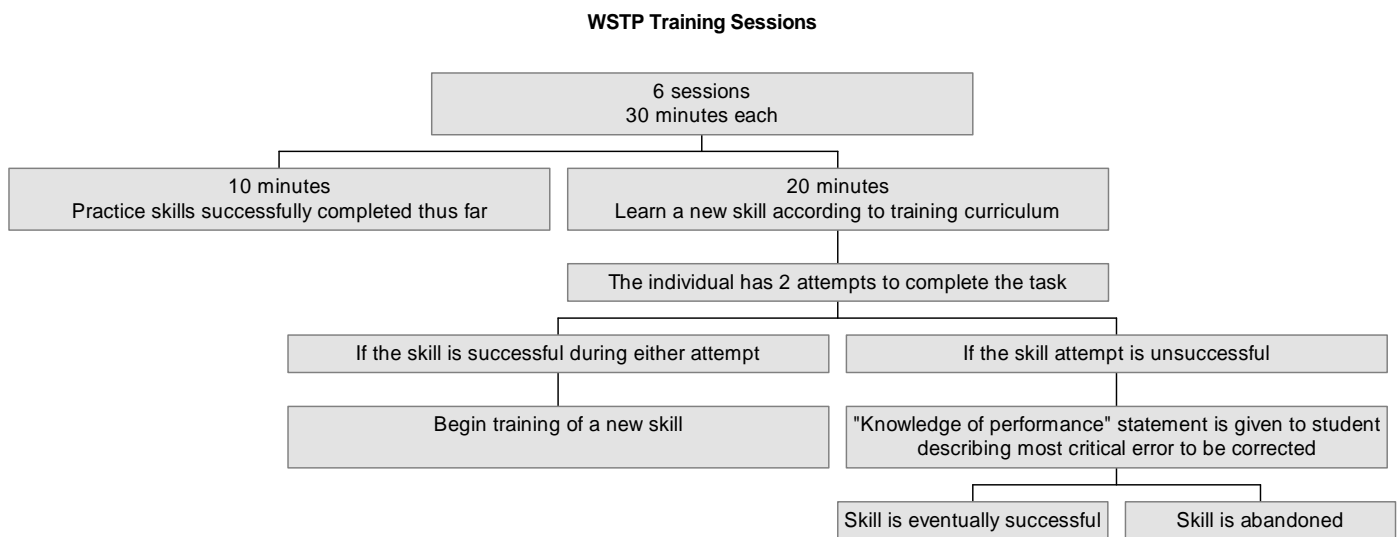 WSTP Training Sessions
6 sessions
30 minutes each
10 minutes
Practice skills successfully completed thus far
20 minutes
Learn a new skill according to training curriculum
The individual has 2 attempts to complete the task
If the skill is successful during either attempt
If the skill attempt is unsuccessful
Begin training of a new skill
"Knowledge of performance" statement is given to student
describing most critical error to be corrected
Skill is eventually successful
Skill is abandoned